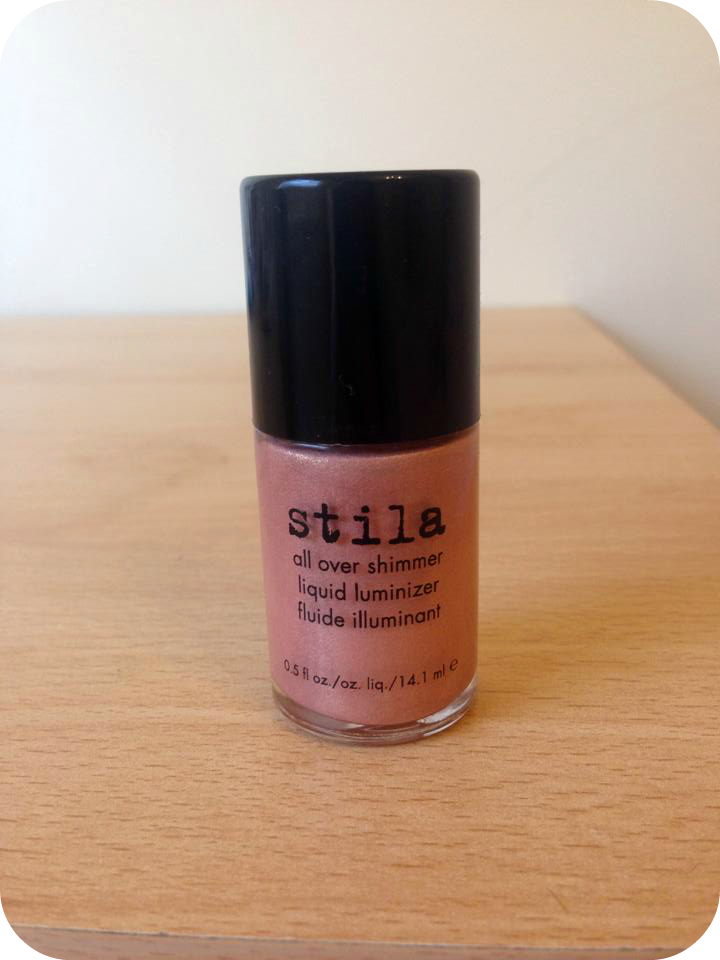 stila
all over shimmer
liquid luminizer
fluide illuminant
0.5 fl oz./oz. liq./14.1 ml ℮